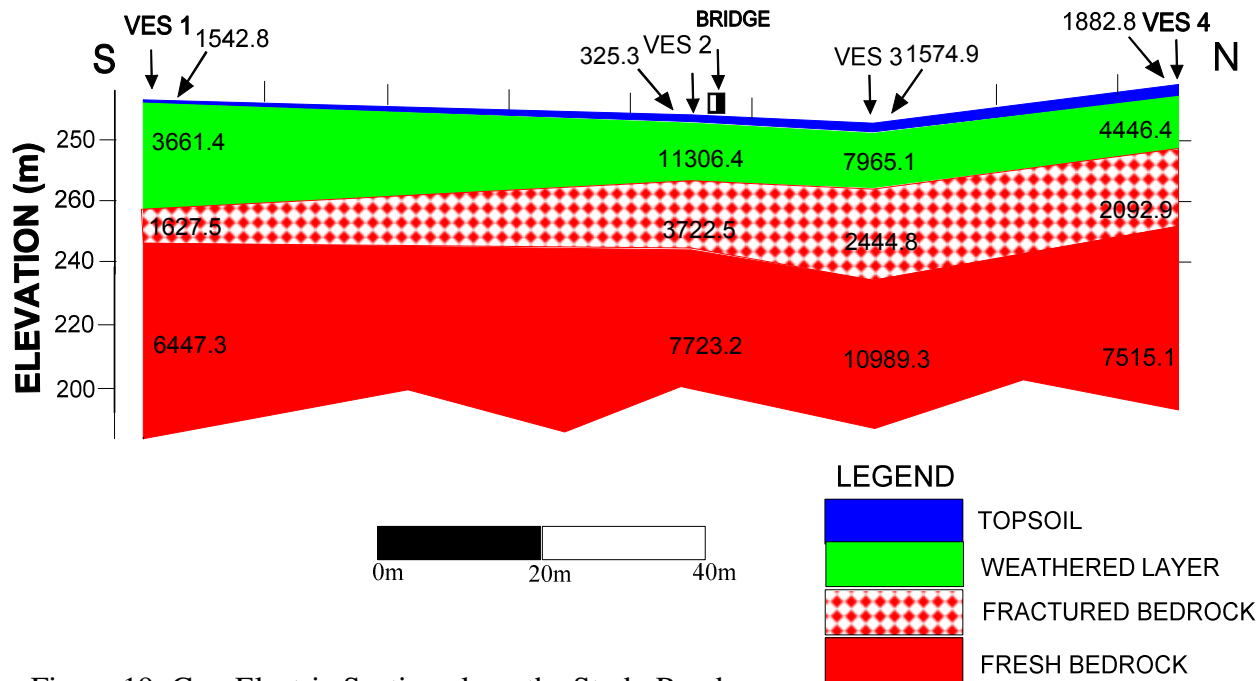 BRIDGE
VES 1 1542.8
325.3 VES 2
VES 3 1574.9
1882.8 VES 4
S
N
ELEVATION (m)
250
260
240
220
200
3661.4
11306.4
7965.1
4446.4
1627.5
3722.5
2444.8
2092.9
6447.3
7723.2
10989.3
7515.1
LEGEND
TOPSOIL
WEATHERED LAYER
FRACTURED BEDROCK
FRESH BEDROCK
0m 20m 40m